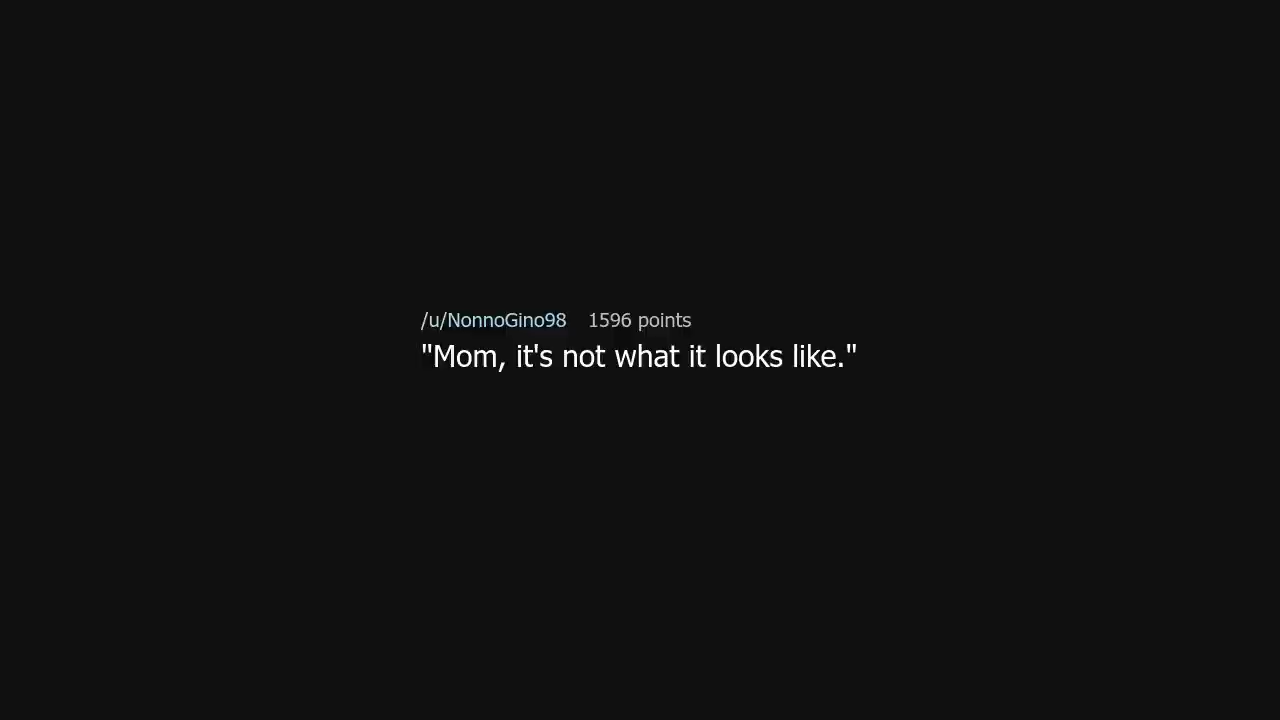 /u/NonnoGino98 1596 points
"Mom, it's not what it looks like."